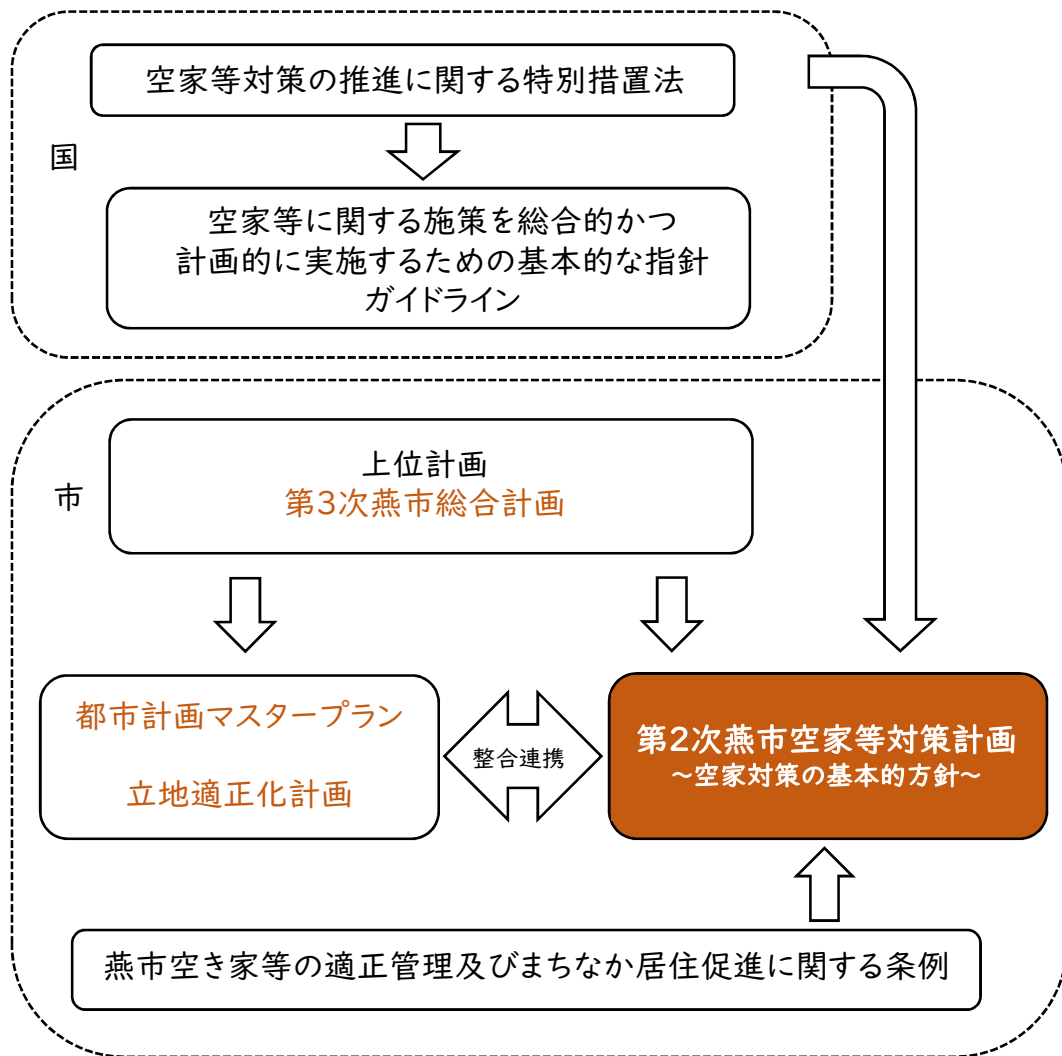 空家等対策の推進に関する特別措置法
国
空家等に関する施策を総合的かつ
計画的に実施するための基本的な指針
ガイドライン
市
上位計画
第3次燕市総合計画
都市計画マスタープラン
立地適正化計画
整合連携
第2次燕市空家等対策計画
～空家対策の基本的方針～
燕市空き家等の適正管理及びまちなか居住促進に関する条例